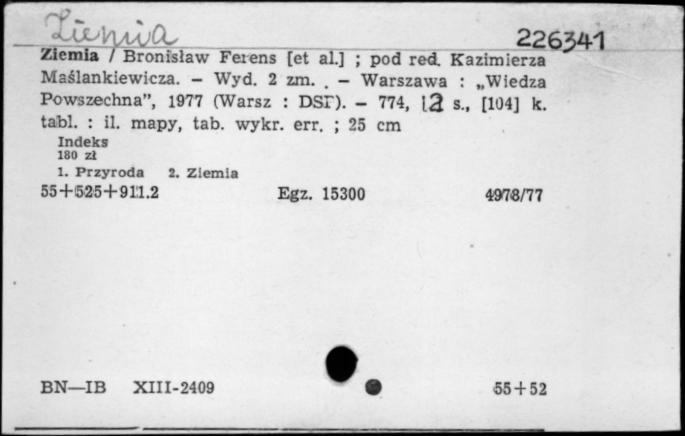 Ziemia
226341
Ziemia / Bronisław Ferens [et al.] ; pod red. Kazimierza
Maślankiewicza. — Wyd. 2 zm. . — Warszawa : „Wiedza
Powszechna”, 1977 (Warsz : DSP). — 774, 12 s., [104] k.
tabl. : il. mapy, tab. wykr. err. ; 25 cm
Indeks
180 zł
1. Przyroda 2. Ziemia
55+525+911.2 Egz. 15300 4978/77
BN—IB XIII-2409 55+52